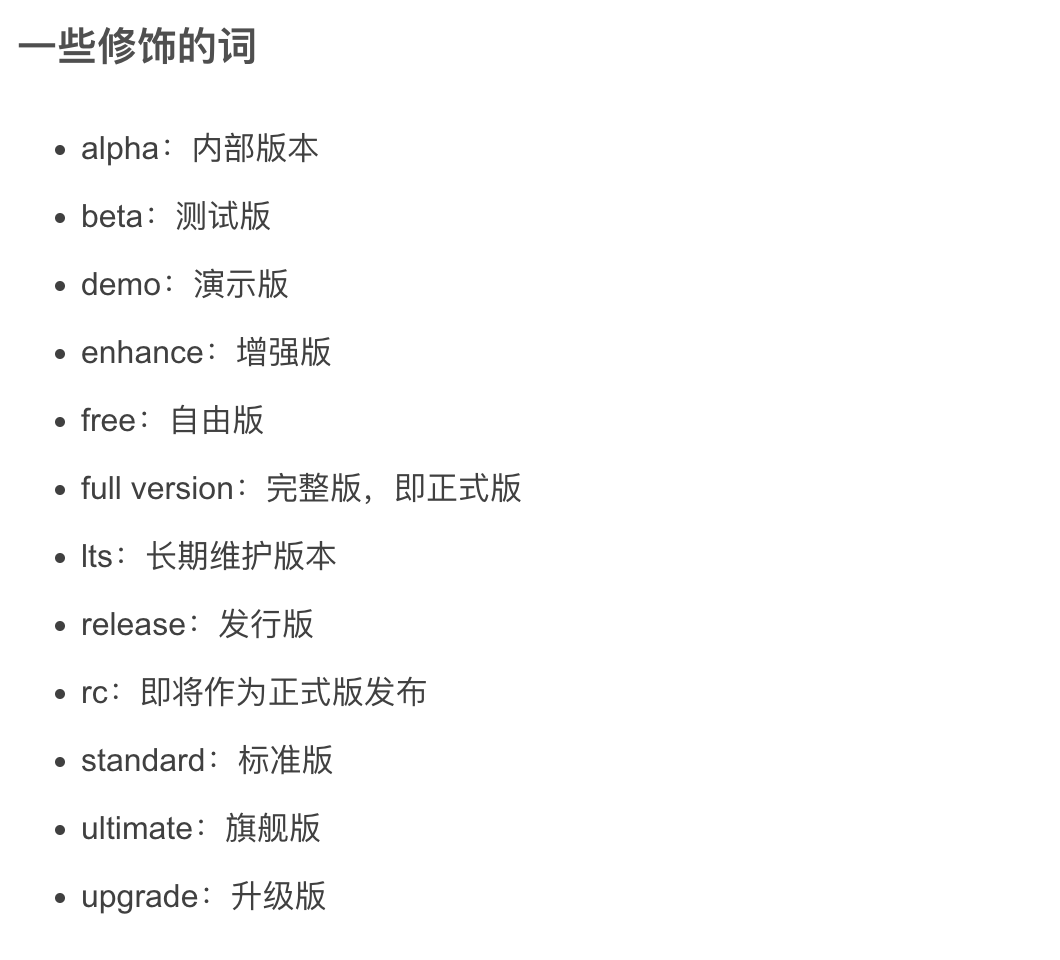 一些修饰的词
• alpha：内部版本
• beta：测试版
• demo：演示版
• enhance：增强版
• free：自由版
• full version：完整版，即正式版
• lts：长期维护版本
• release：发行版
• rc：即将作为正式版发布
• standard：标准版
• ultimate：旗舰版
• upgrade：升级版